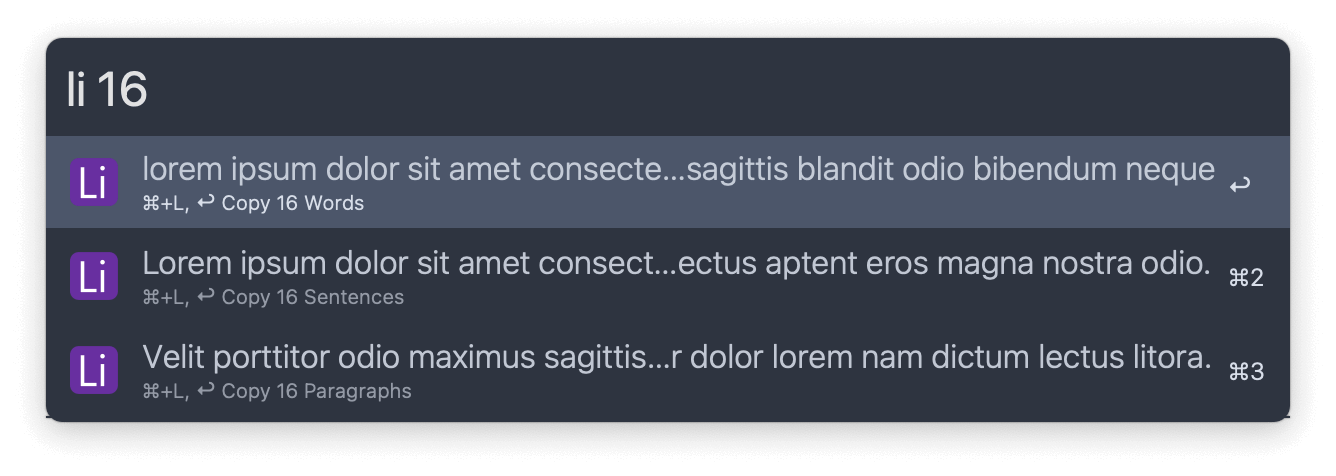 li 16
Li lorem ipsum dolor sit amet consecte...sagittis blandit odio bibendum neque ↩
⌘+L, ↩ Copy 16 Words
Li Lorem ipsum dolor sit amet consect...ectus aptent eros magna nostra odio. ⌘2
⌘+L, ↩ Copy 16 Sentences
Li Velit porttitor odio maximus sagittis...r dolor lorem nam dictum lectus litora. ⌘3
⌘+L, ↩ Copy 16 Paragraphs